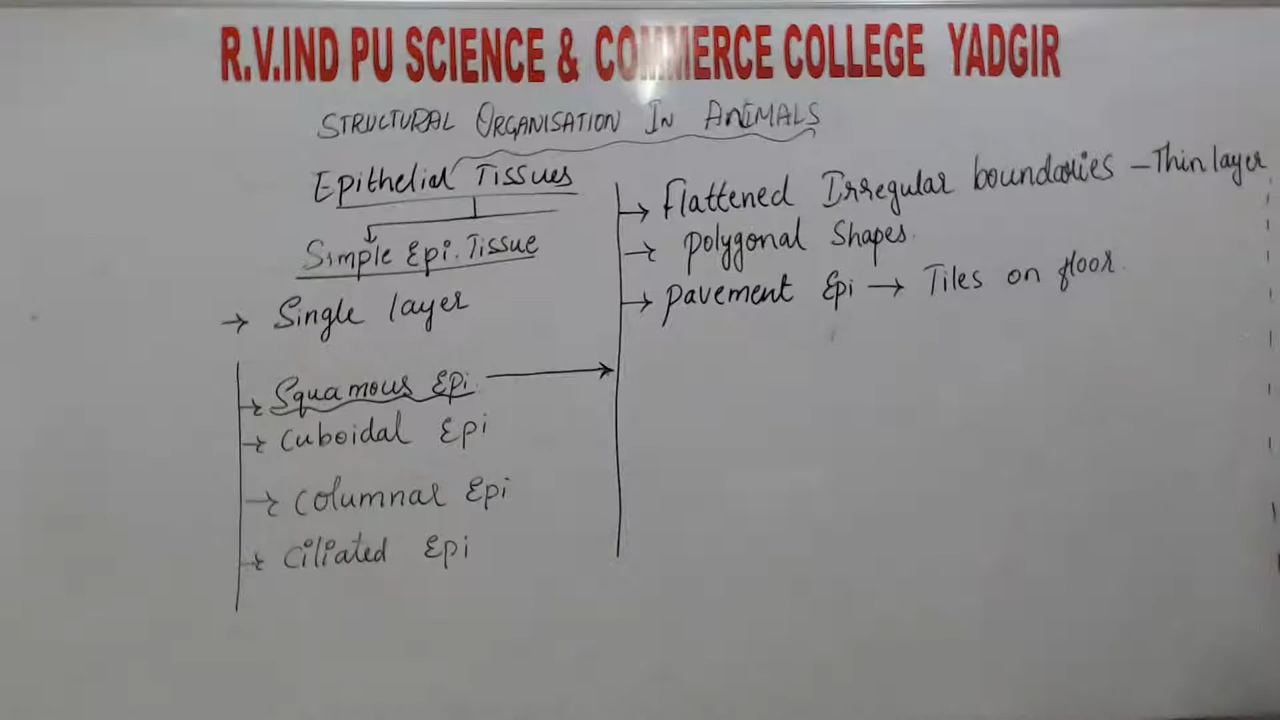 R.V.IND PU SCIENCE & COMMERCE COLLEGE YADGIR
STRUCTURAL ORGANISATION IN ANIMALS
Epithelial Tissues
Simple Epi. Tissue
→ Single layer
→ Squamous Epi.
→ Cuboidal Epi
→ Columnar Epi
→ Ciliated Epi
→ Flattened Irregular boundaries – Thin layer
→ Polygonal Shapes.
→ Pavement Epi → Tiles on floor.